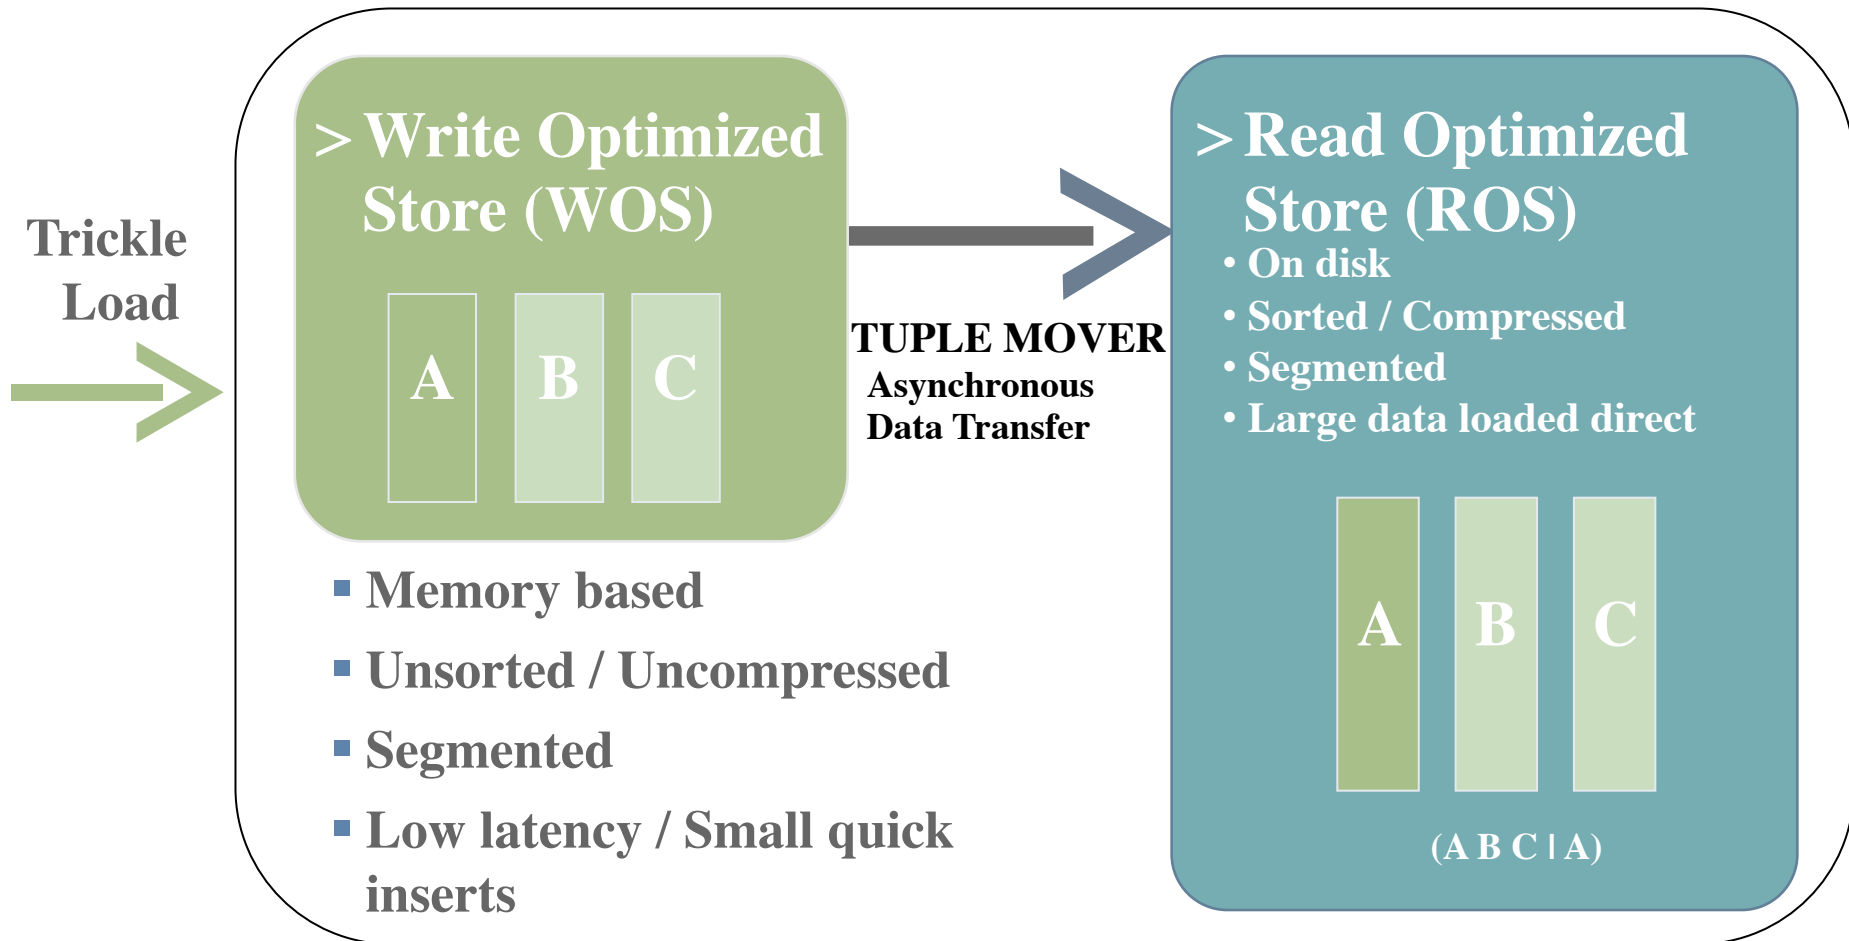 Trickle
Load
> Write Optimized
Store (WOS)
A B C
▪ Memory based
▪ Unsorted / Uncompressed
▪ Segmented
▪ Low latency / Small quick
inserts
TUPLE MOVER
Asynchronous
Data Transfer
> Read Optimized
Store (ROS)
• On disk
• Sorted / Compressed
• Segmented
• Large data loaded direct
A B C
(A B C | A)